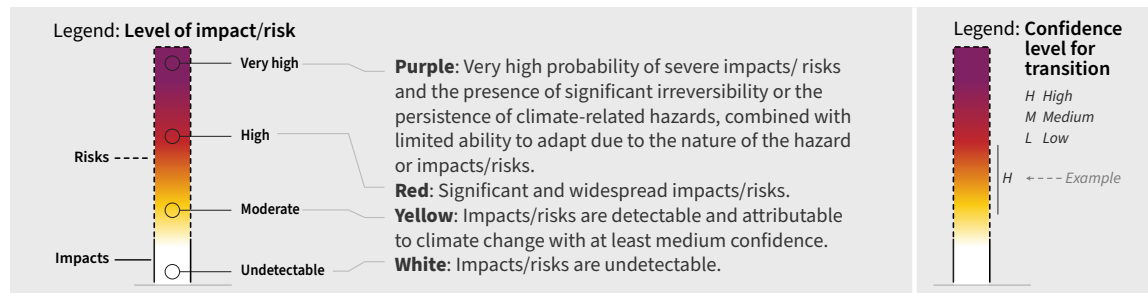 Legend: Level of impact/risk
Very high
High
Risks
Moderate
Impacts
Undetectable
Purple: Very high probability of severe impacts/ risks
and the presence of significant irreversibility or the
persistence of climate-related hazards, combined with
limited ability to adapt due to the nature of the hazard
or impacts/risks.
Red: Significant and widespread impacts/risks.
Yellow: Impacts/risks are detectable and attributable
to climate change with at least medium confidence.
White: Impacts/risks are undetectable.
Legend: Confidence
level for
transition
H High
M Medium
L Low
H
Example